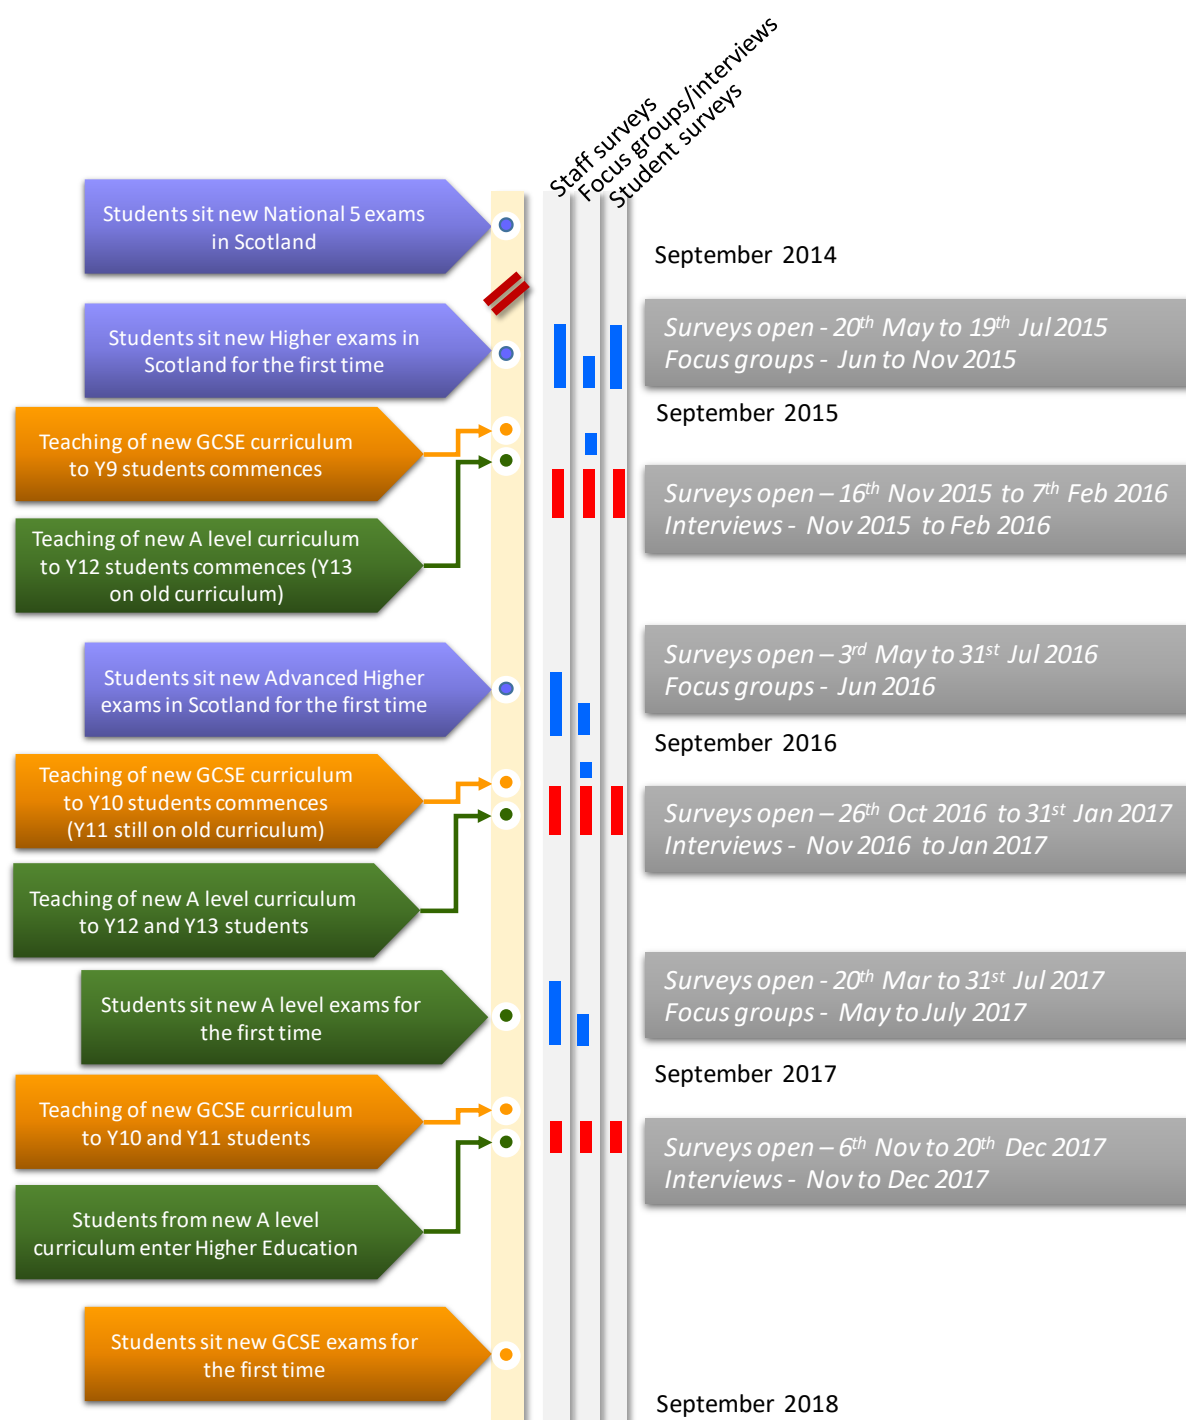 Staff surveys
Focus groups/interviews
Student surveys
Students sit new National 5 exams
in Scotland
September 2014
Students sit new Higher exams in
Scotland for the first time
Surveys open - 20th May to 19th Jul 2015
Focus groups - Jun to Nov 2015
September 2015
Teaching of new GCSE curriculum
to Y9 students commences
Surveys open – 16th Nov 2015 to 7th Feb 2016
Interviews - Nov 2015 to Feb 2016
Teaching of new A level curriculum
to Y12 students commences (Y13
on old curriculum)
Surveys open – 3rd May to 31st Jul 2016
Focus groups - Jun 2016
Students sit new Advanced Higher
exams in Scotland for the first time
September 2016
Teaching of new GCSE curriculum
to Y10 students commences
(Y11 still on old curriculum)
Surveys open – 26th Oct 2016 to 31st Jan 2017
Interviews - Nov 2016 to Jan 2017
Teaching of new A level curriculum
to Y12 and Y13 students
Surveys open - 20th Mar to 31st Jul 2017
Focus groups - May to July 2017
Students sit new A level exams for
the first time
September 2017
Teaching of new GCSE curriculum
to Y10 and Y11 students
Surveys open – 6th Nov to 20th Dec 2017
Interviews - Nov to Dec 2017
Students from new A level
curriculum enter Higher Education
Students sit new GCSE exams for
the first time
September 2018